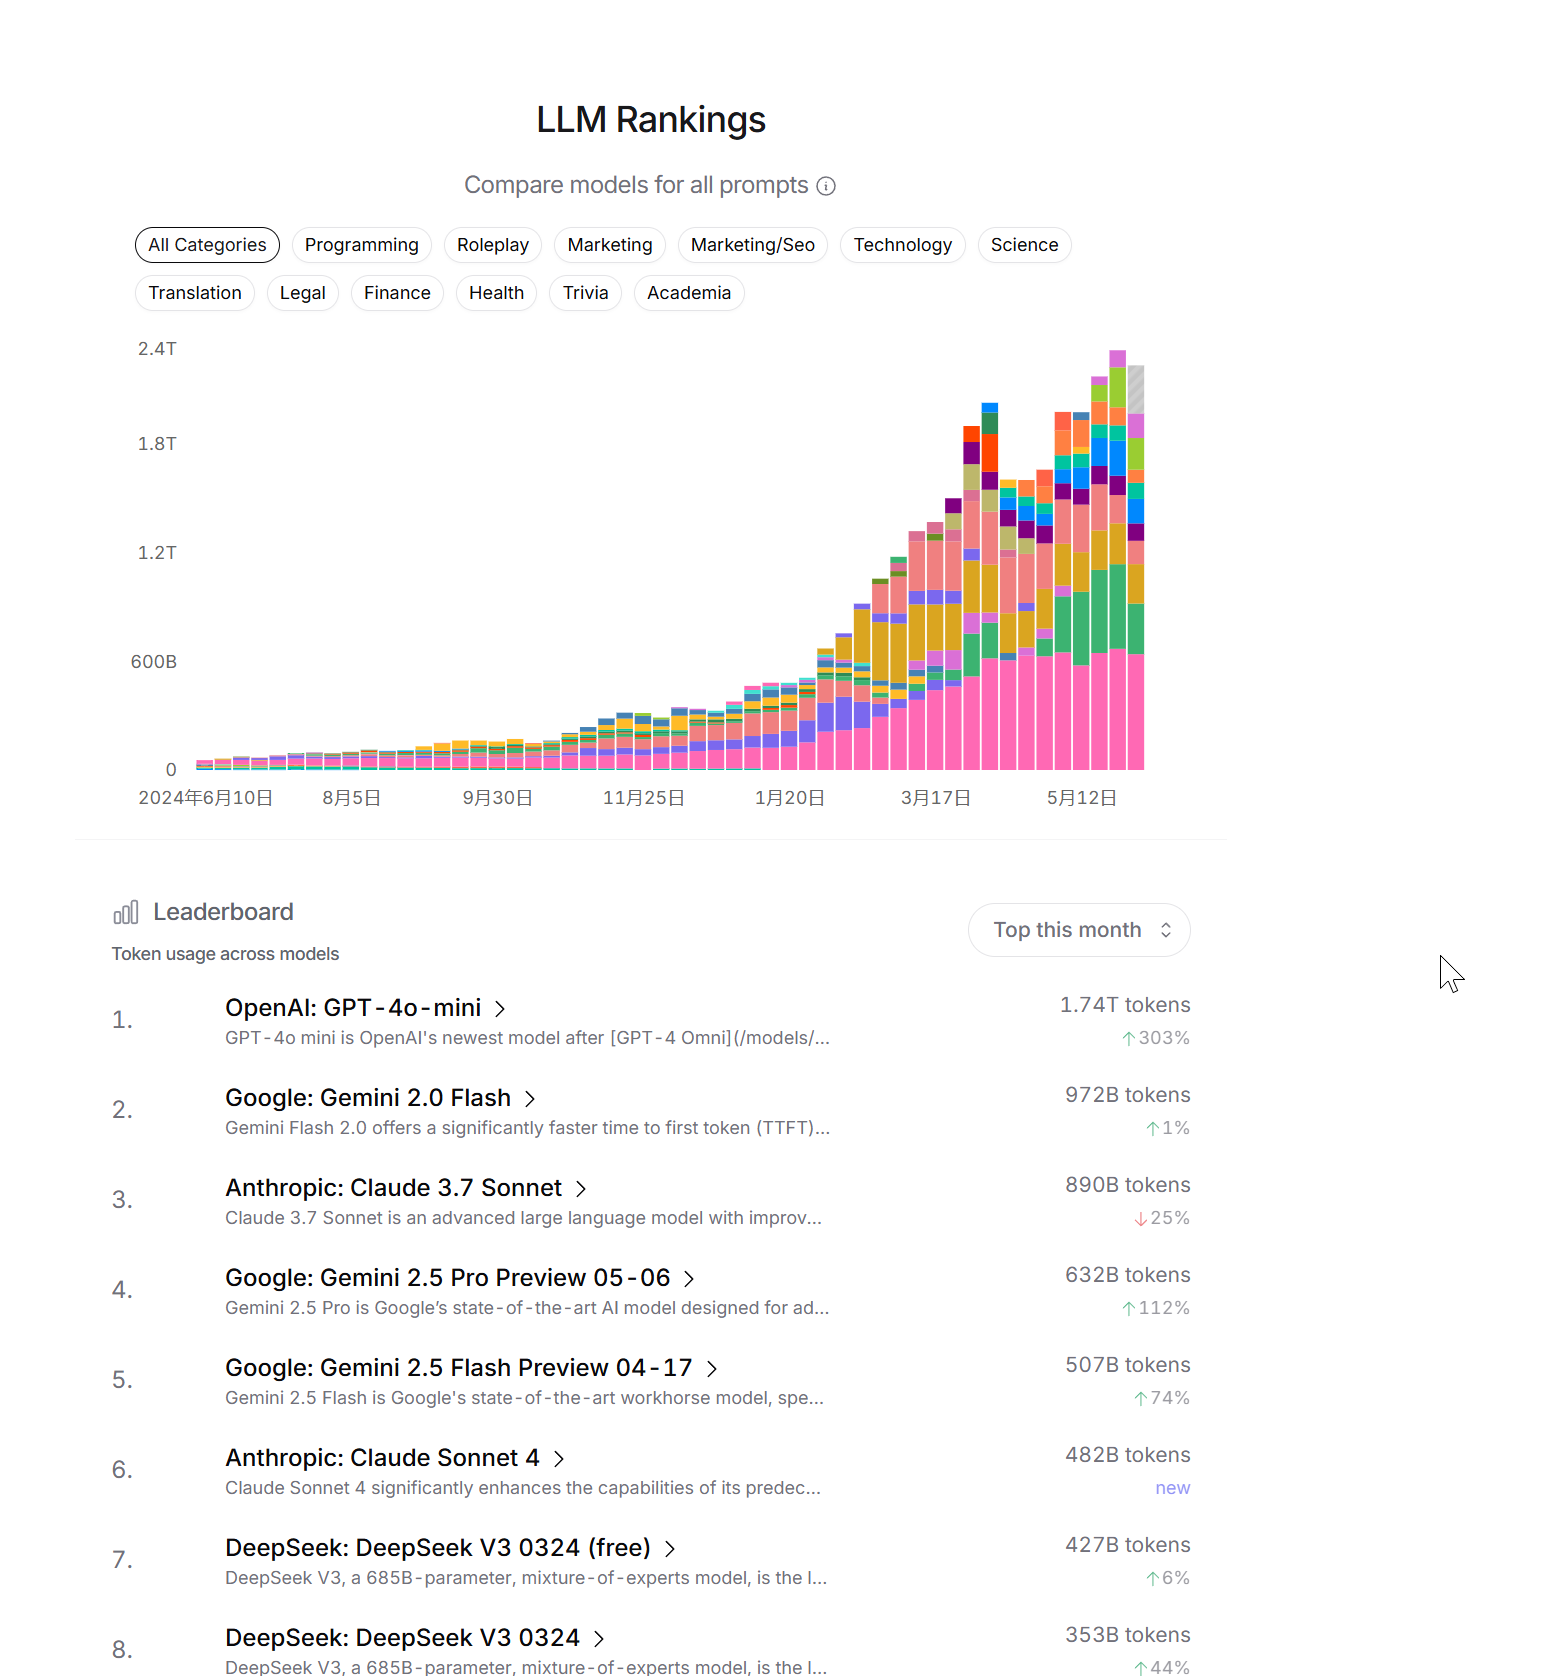 LLM Rankings
Compare models for all prompts
All Categories Programming Roleplay Marketing Marketing/Seo Technology Science
Translation Legal Finance Health Trivia Academia
2.4T
1.8T
1.2T
600B
0
2024年6月10日 8月5日 9月30日 11月25日 1月20日 3月17日 5月12日
Leaderboard
Top this month
Token usage across models
1. OpenAI: GPT-4o-mini 1.74T tokens
GPT-4o mini is OpenAI's newest model after [GPT-4 Omni](/models/... ↑303%
2. Google: Gemini 2.0 Flash 972B tokens
Gemini Flash 2.0 offers a significantly faster time to first token (TTFT)... ↑1%
3. Anthropic: Claude 3.7 Sonnet 890B tokens
Claude 3.7 Sonnet is an advanced large language model with improv... ↓25%
4. Google: Gemini 2.5 Pro Preview 05-06 632B tokens
Gemini 2.5 Pro is Google’s state-of-the-art AI model designed for ad... ↑112%
5. Google: Gemini 2.5 Flash Preview 04-17 507B tokens
Gemini 2.5 Flash is Google's state-of-the-art workhorse model, spe... ↑74%
6. Anthropic: Claude Sonnet 4 482B tokens
Claude Sonnet 4 significantly enhances the capabilities of its predec... new
7. DeepSeek: DeepSeek V3 0324 (free) 427B tokens
DeepSeek V3, a 685B-parameter, mixture-of-experts model, is the l... ↑6%
8. DeepSeek: DeepSeek V3 0324 353B tokens
DeepSeek V3, a 685B-parameter, mixture-of-experts model, is the l... ↑44%